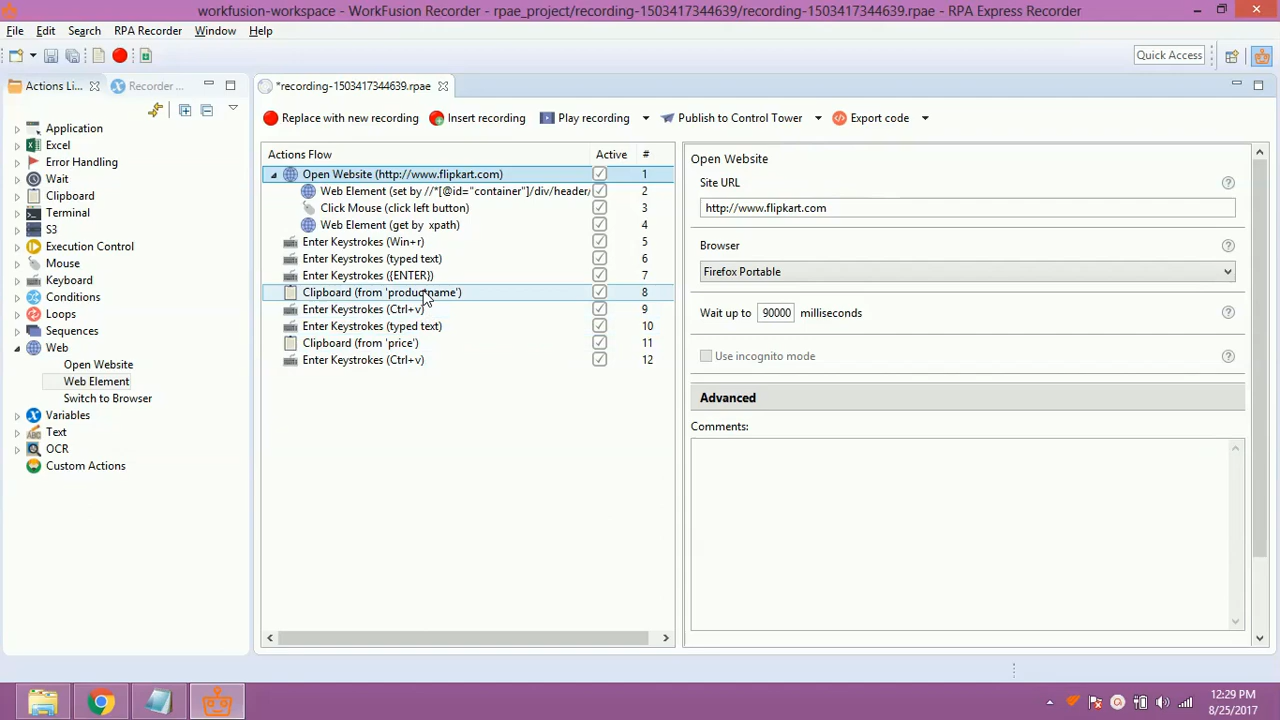 workfusion-workspace - WorkFusion Recorder - rpae_project/recording-1503417344639/recording-1503417344639.rpae - RPA Express Recorder
File Edit Search RPA Recorder Window Help
Quick Access
Actions Li... Recorder ...
*recording-1503417344639.rpae
Replace with new recording Insert recording Play recording Publish to Control Tower Export code
Application
Excel
Error Handling
Wait
Clipboard
Terminal
S3
Execution Control
Mouse
Keyboard
Conditions
Loops
Sequences
Web
Open Website
Web Element
Switch to Browser
Variables
Text
OCR
Custom Actions
Actions Flow Active #
Open Website (http://www.flipkart.com) 1
Web Element (set by //*[@id="container"]/div/header/ 2
Click Mouse (click left button) 3
Web Element (get by xpath) 4
Enter Keystrokes (Win+r) 5
Enter Keystrokes (typed text) 6
Enter Keystrokes ({ENTER}) 7
Clipboard (from 'productname') 8
Enter Keystrokes (Ctrl+v) 9
Enter Keystrokes (typed text) 10
Clipboard (from 'price') 11
Enter Keystrokes (Ctrl+v) 12
Open Website
Site URL
http://www.flipkart.com
Browser
Firefox Portable
Wait up to 90000 milliseconds
Use incognito mode
Advanced
Comments:
12:29 PM
8/25/2017